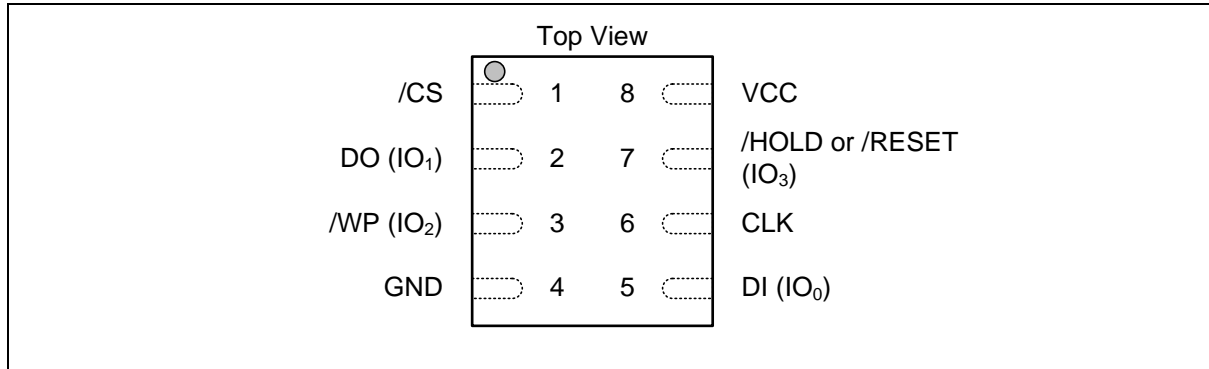 Top View
/CS 1 8 VCC
DO (IO₁) 2 7 /HOLD or /RESET
(IO₃)
/WP (IO₂) 3 6 CLK
GND 4 5 DI (IO₀)